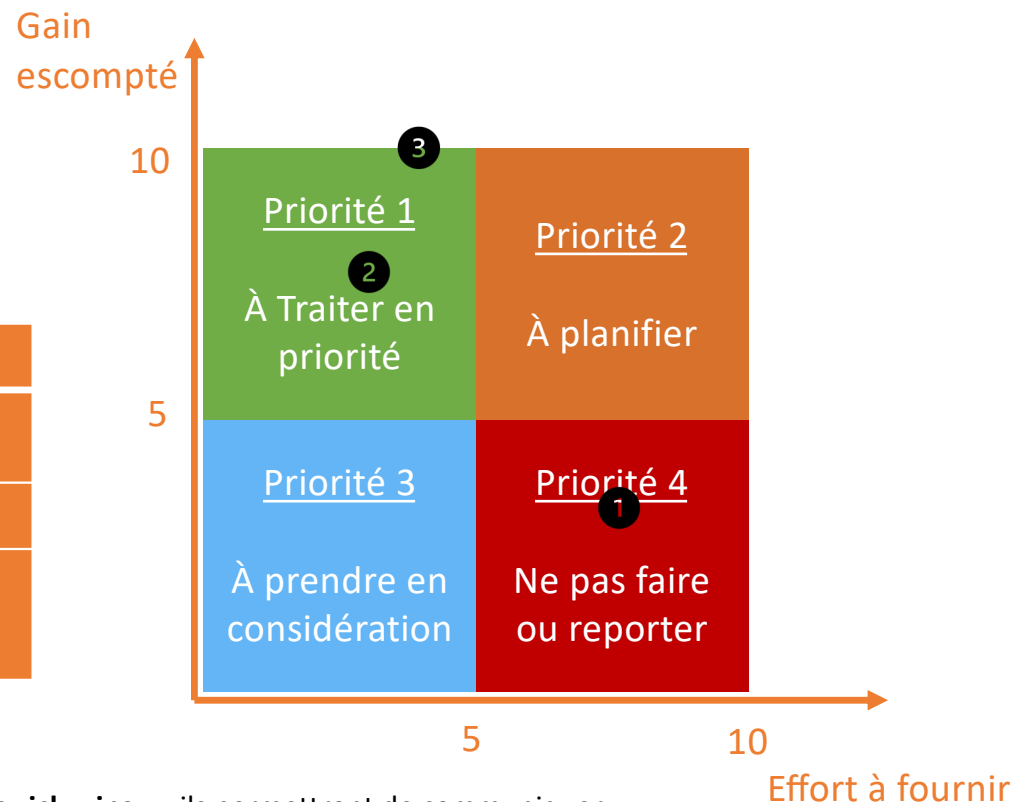 Gain
escompté
10
3
Priorité 1
Priorité 2
2
À Traiter en
priorité
À planifier
5
Priorité 3
Priorité 4
1
À prendre en
considération
Ne pas faire
ou reporter
5
10
Effort à fournir